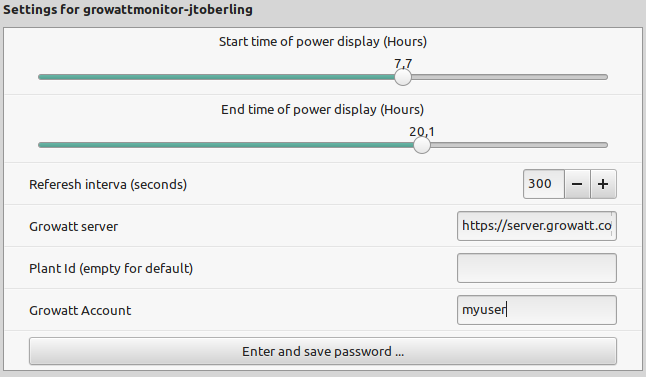 Settings for growattmonitor-jtoberling
Start time of power display (Hours)
7,7
End time of power display (Hours)
20,1
Referesh interva (seconds)
300
Growatt server
https://server.growatt.co
Plant Id (empty for default)
Growatt Account
myuser
Enter and save password ...